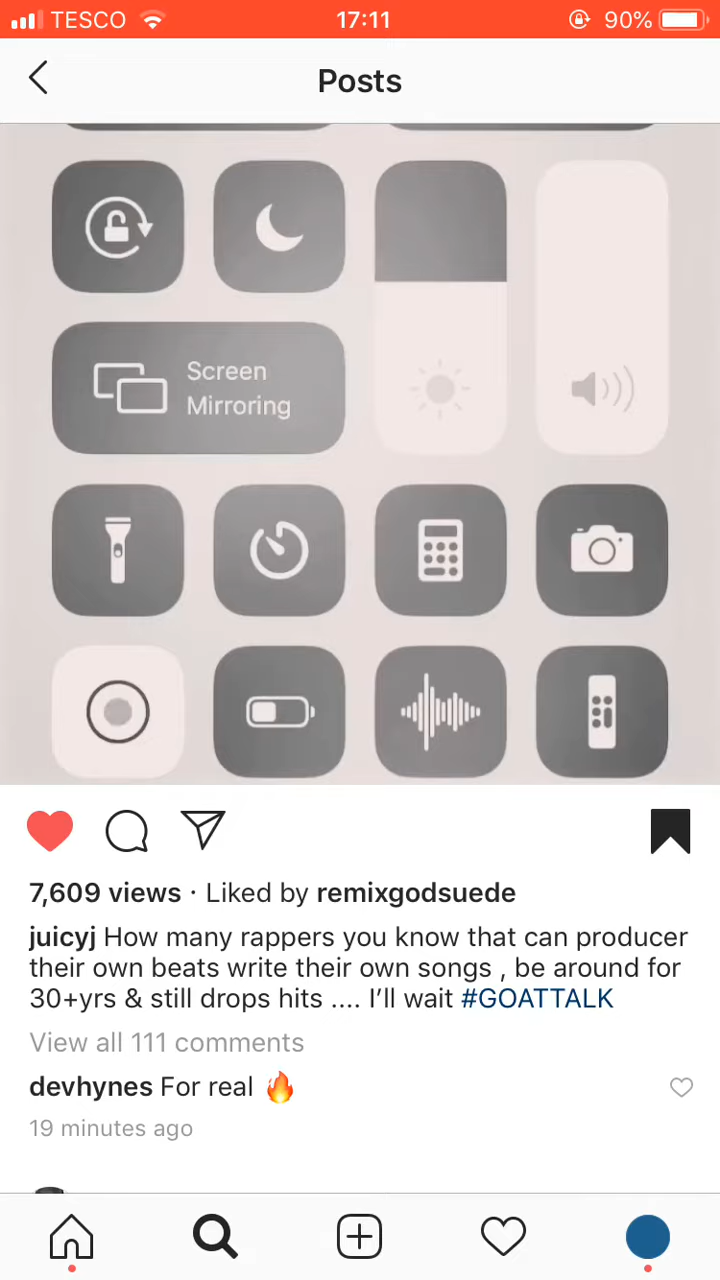 TESCO 17:11 90%
Posts
Screen
Mirroring
7,609 views · Liked by remixgodsuede
juicyj How many rappers you know that can producer
their own beats write their own songs , be around for
30+yrs & still drops hits .... I’ll wait #GOATTALK
View all 111 comments
devhynes For real 🔥
19 minutes ago